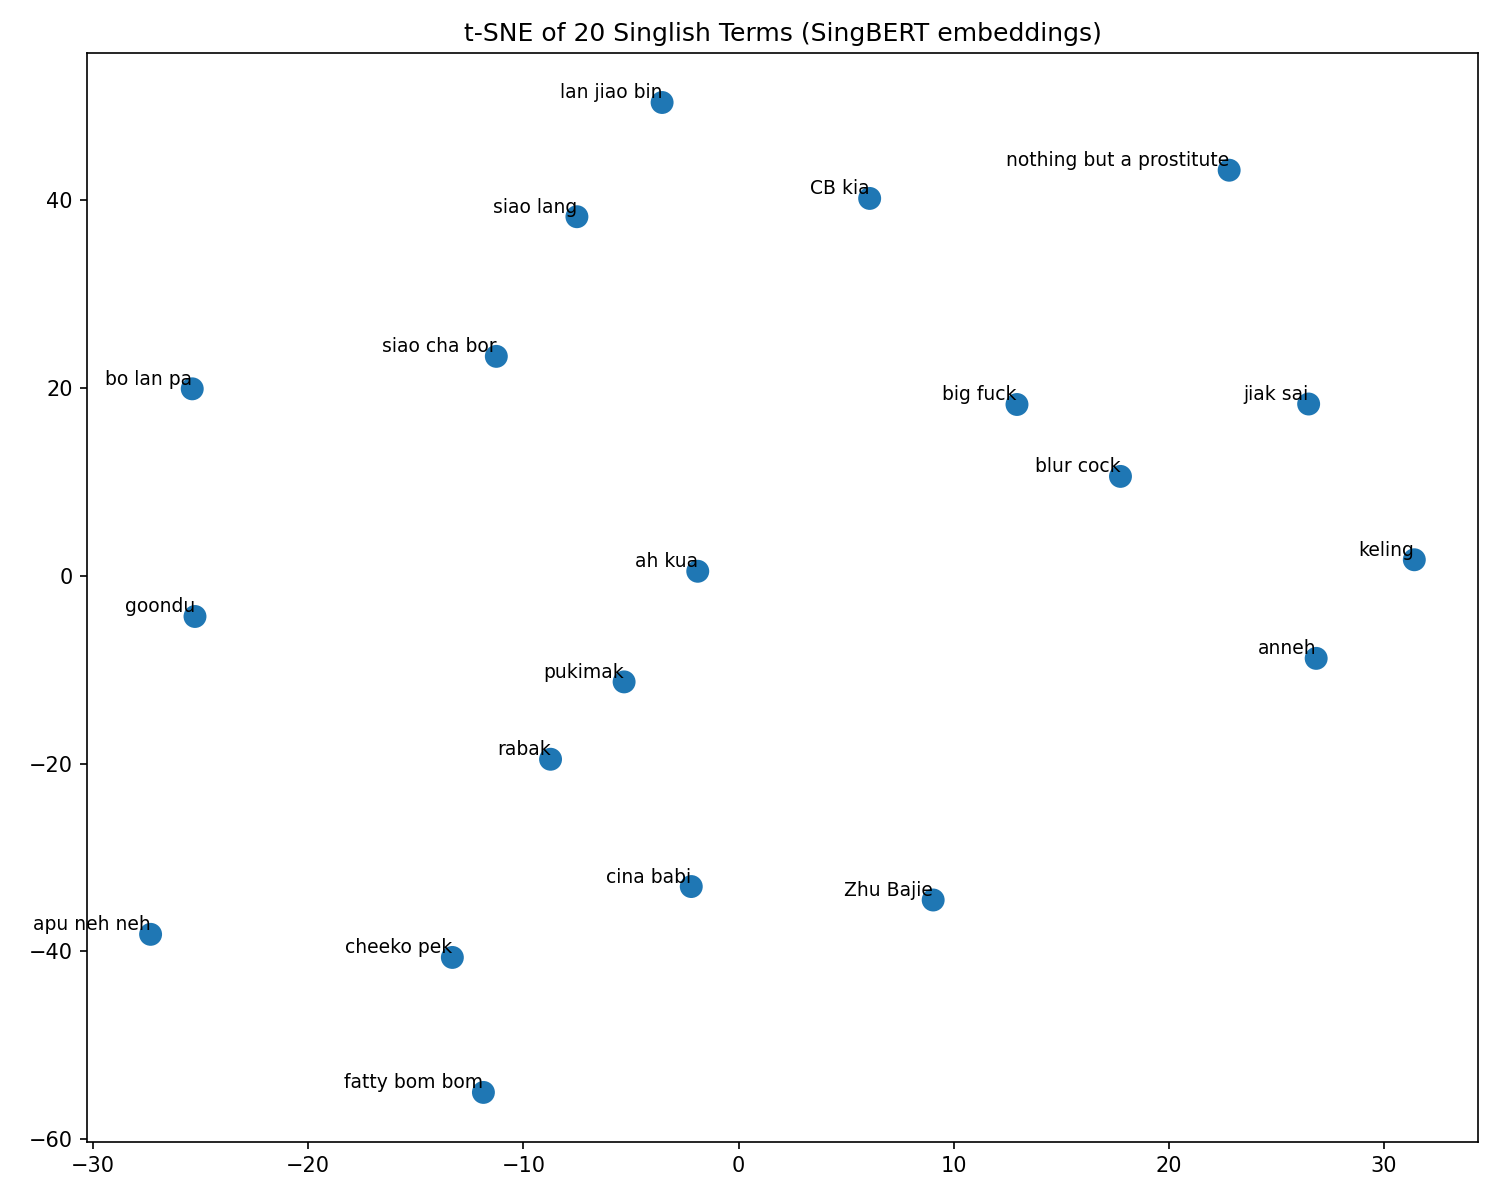 t-SNE of 20 Singlish Terms (SingBERT embeddings)
lan jiao bin
nothing but a prostitute
CB kia
40
siao lang
siao cha bor
bo lan pa
20
big fuck
jiak sai
blur cock
ah kua
keling
0
goondu
anneh
pukimak
rabak
−20
cina babi
Zhu Bajie
apu neh neh
−40
cheeko pek
fatty bom bom
−60
−30
−20
−10
0
10
20
30